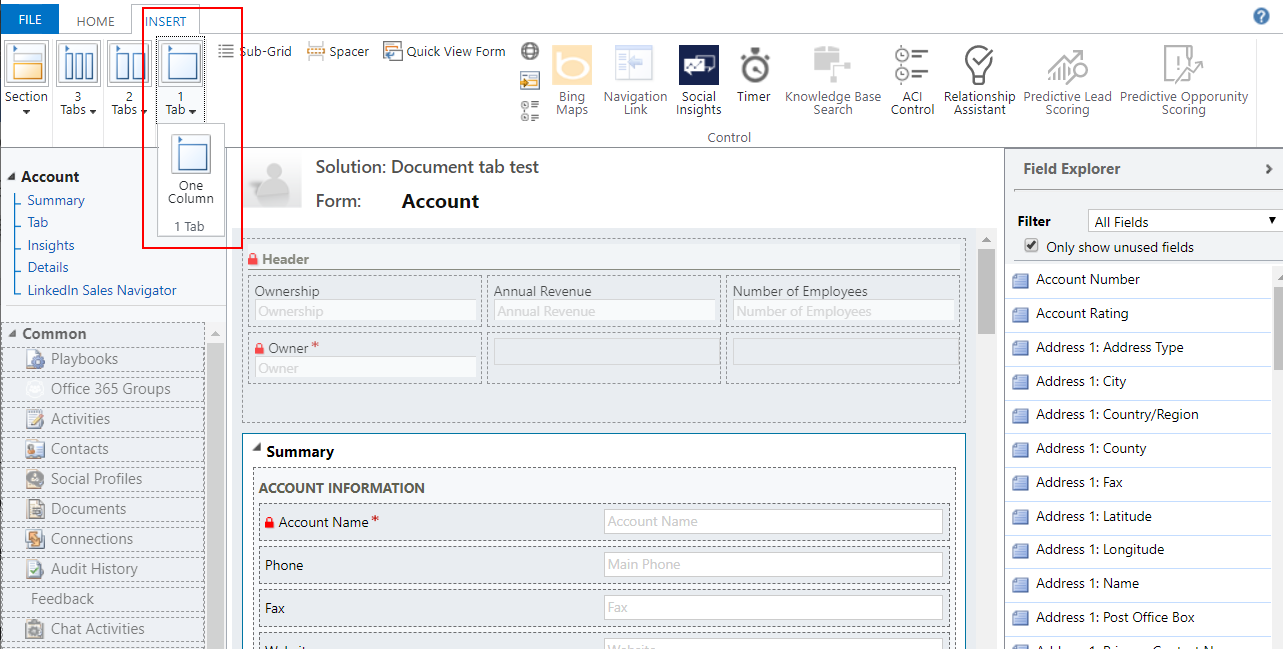 FILE
HOME
INSERT
Section
3
Tabs
2
Tabs
1
Tab
One
Column
1 Tab
Sub-Grid
Spacer
Quick View Form
Bing
Maps
Navigation
Link
Social
Insights
Timer
Knowledge Base
Search
ACI
Control
Relationship
Assistant
Predictive Lead
Scoring
Predictive Opporunity
Scoring
Control
Account
Summary
Tab
Insights
Details
LinkedIn Sales Navigator
Common
Playbooks
Office 365 Groups
Activities
Contacts
Social Profiles
Documents
Connections
Audit History
Feedback
Chat Activities
Solution: Document tab test
Form: Account
Header
Ownership
Ownership
Annual Revenue
Annual Revenue
Number of Employees
Number of Employees
Owner *
Owner
Summary
ACCOUNT INFORMATION
Account Name *
Account Name
Phone
Main Phone
Fax
Fax
Website
Website
Field Explorer
Filter
All Fields
Only show unused fields
Account Number
Account Rating
Address 1: Address Type
Address 1: City
Address 1: Country/Region
Address 1: County
Address 1: Fax
Address 1: Latitude
Address 1: Longitude
Address 1: Name
Address 1: Post Office Box